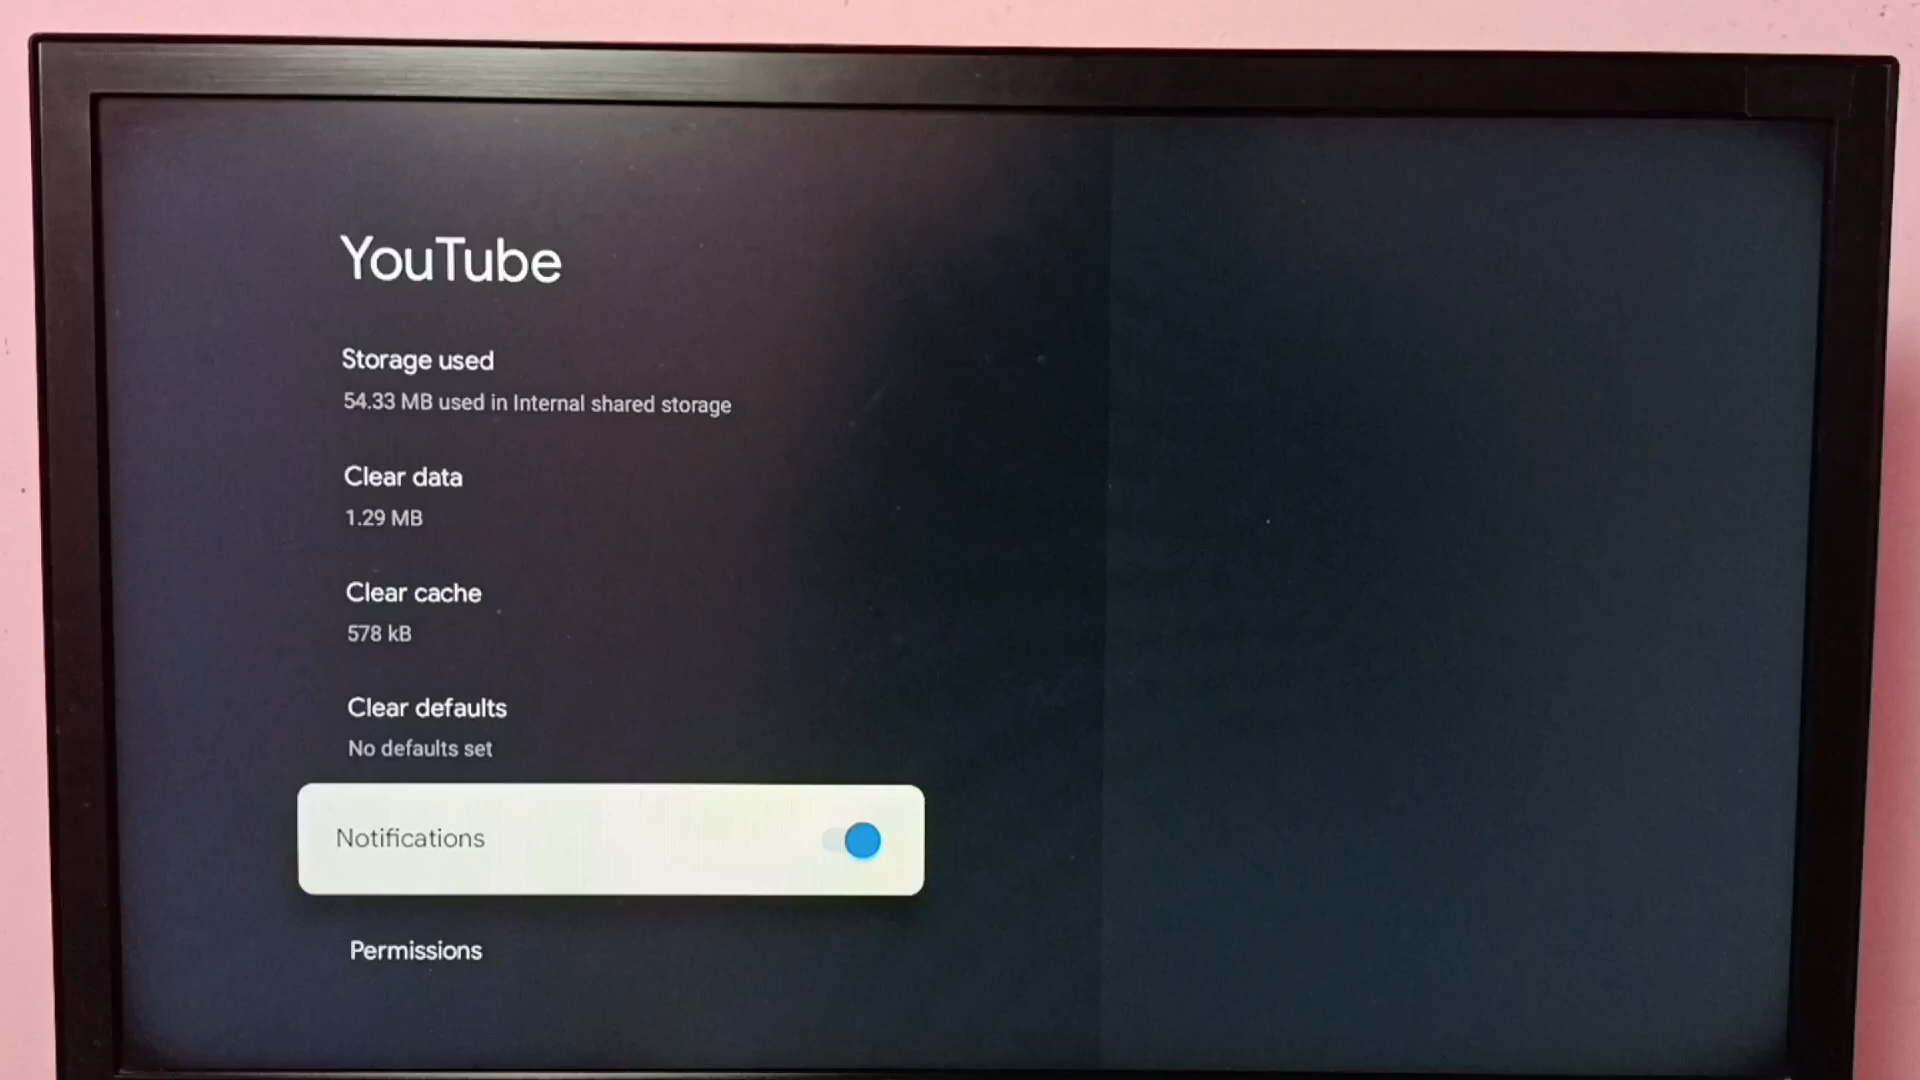 YouTube
Storage used
54.33 MB used in Internal shared storage
Clear data
1.29 MB
Clear cache
578 kB
Clear defaults
No defaults set
Notifications
Permissions